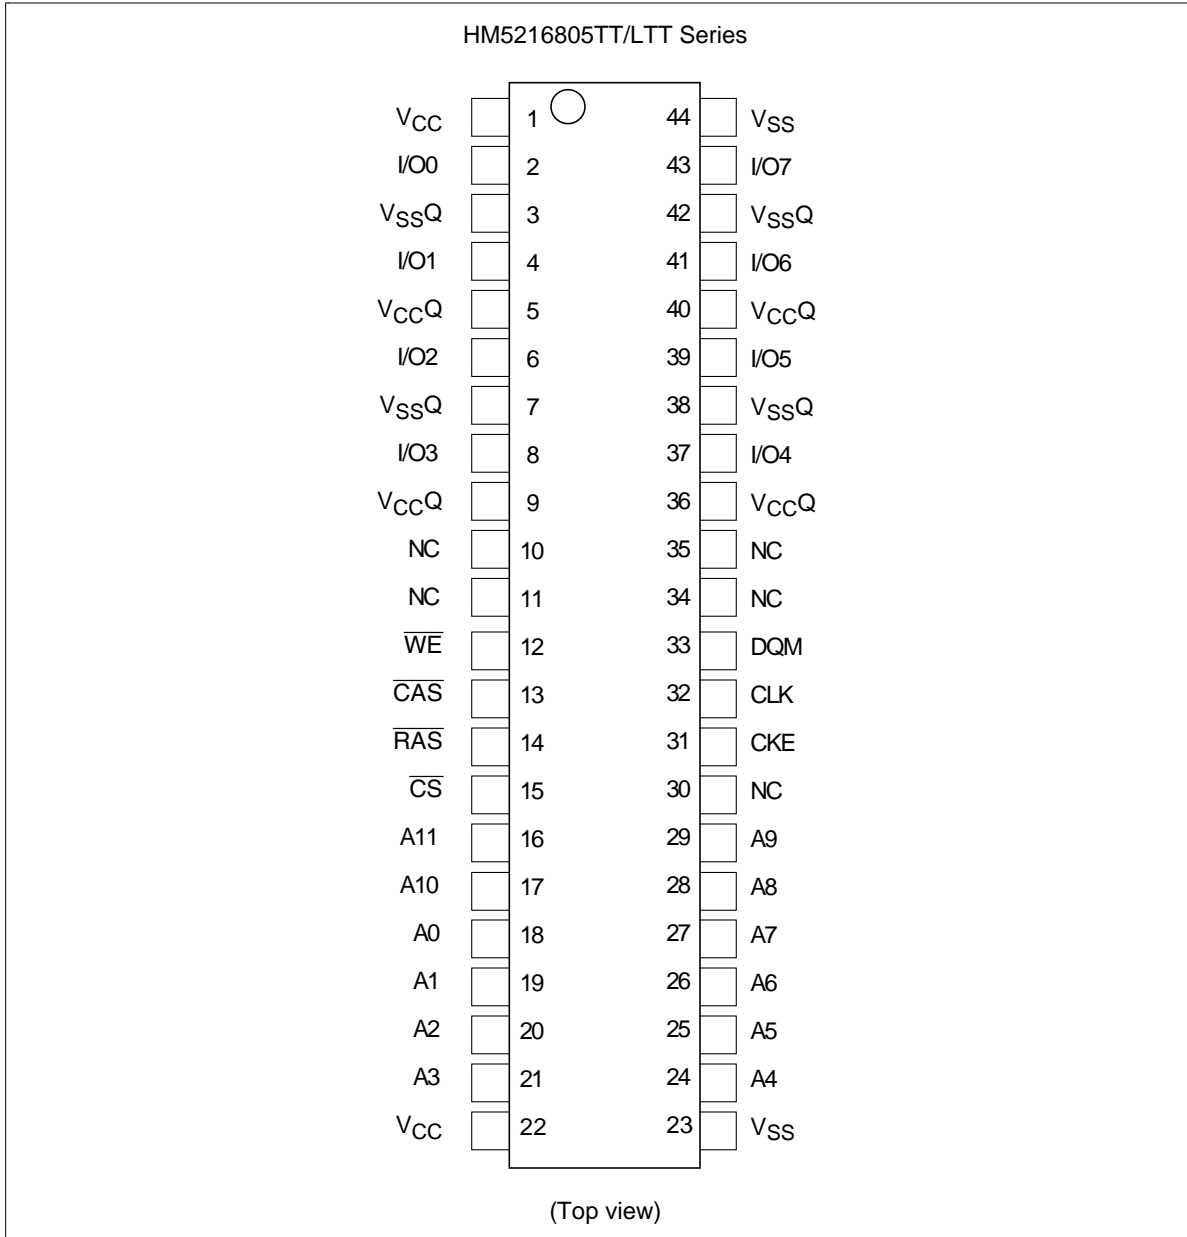 HM5216805TT/LTT Series
VCC 1 44 VSS
I/O0 2 43 I/O7
VSSQ 3 42 VSSQ
I/O1 4 41 I/O6
VCCQ 5 40 VCCQ
I/O2 6 39 I/O5
VSSQ 7 38 VSSQ
I/O3 8 37 I/O4
VCCQ 9 36 VCCQ
NC 10 35 NC
NC 11 34 NC
W̅E̅ 12 33 DQM
C̅A̅S̅ 13 32 CLK
R̅A̅S̅ 14 31 CKE
C̅S̅ 15 30 NC
A11 16 29 A9
A10 17 28 A8
A0 18 27 A7
A1 19 26 A6
A2 20 25 A5
A3 21 24 A4
VCC 22 23 VSS
(Top view)